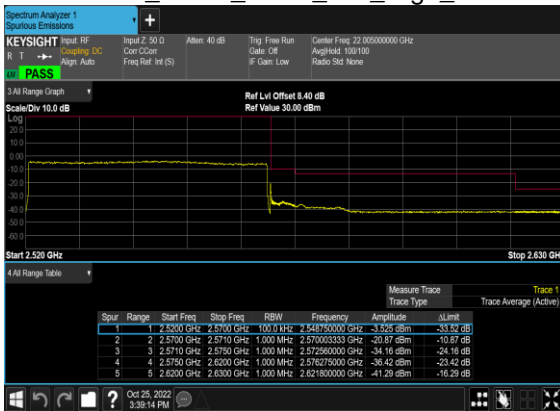 Spectrum Analyzer 1
Spurious Emissions
+
KEYSIGHT Input: RF Input Z: 50 Ω Atten: 40 dB Trig: Free Run Center Freq: 22.005000000 GHz
R T Coupling: DC Corr CCorr Gate: Off Avg|Hold: 100/100
Align: Auto Freq Ref: Int (S) IF Gain: Low Radio Std: None
PASS
3 All Range Graph
Ref Lvl Offset 8.40 dB
Scale/Div 10.0 dB Ref Value 30.00 dBm
Log
20.0
10.0
0.00
-10.0
-20.0
-30.0
-40.0
-50.0
-60.0
Start 2.520 GHz Stop 2.630 GH
4 All Range Table
Measure Trace Trace 1
Trace Type Trace Average (Active)
Spur Range Start Freq Stop Freq RBW Frequency Amplitude ΔLimit
1 1 2.5200 GHz 2.5700 GHz 100.0 kHz 2.548750000 GHz -3.525 dBm -33.52 dB
2 2 2.5700 GHz 2.5710 GHz 1.000 MHz 2.570003333 GHz -20.87 dBm -10.87 dB
3 3 2.5710 GHz 2.5750 GHz 1.000 MHz 2.572560000 GHz -34.16 dBm -24.16 dB
4 4 2.5750 GHz 2.6200 GHz 1.000 MHz 2.576275000 GHz -36.42 dBm -23.42 dB
5 5 2.6200 GHz 2.6300 GHz 1.000 MHz 2.621800000 GHz -41.29 dBm -16.29 dB
? Oct 25, 2022
3:39:14 PM